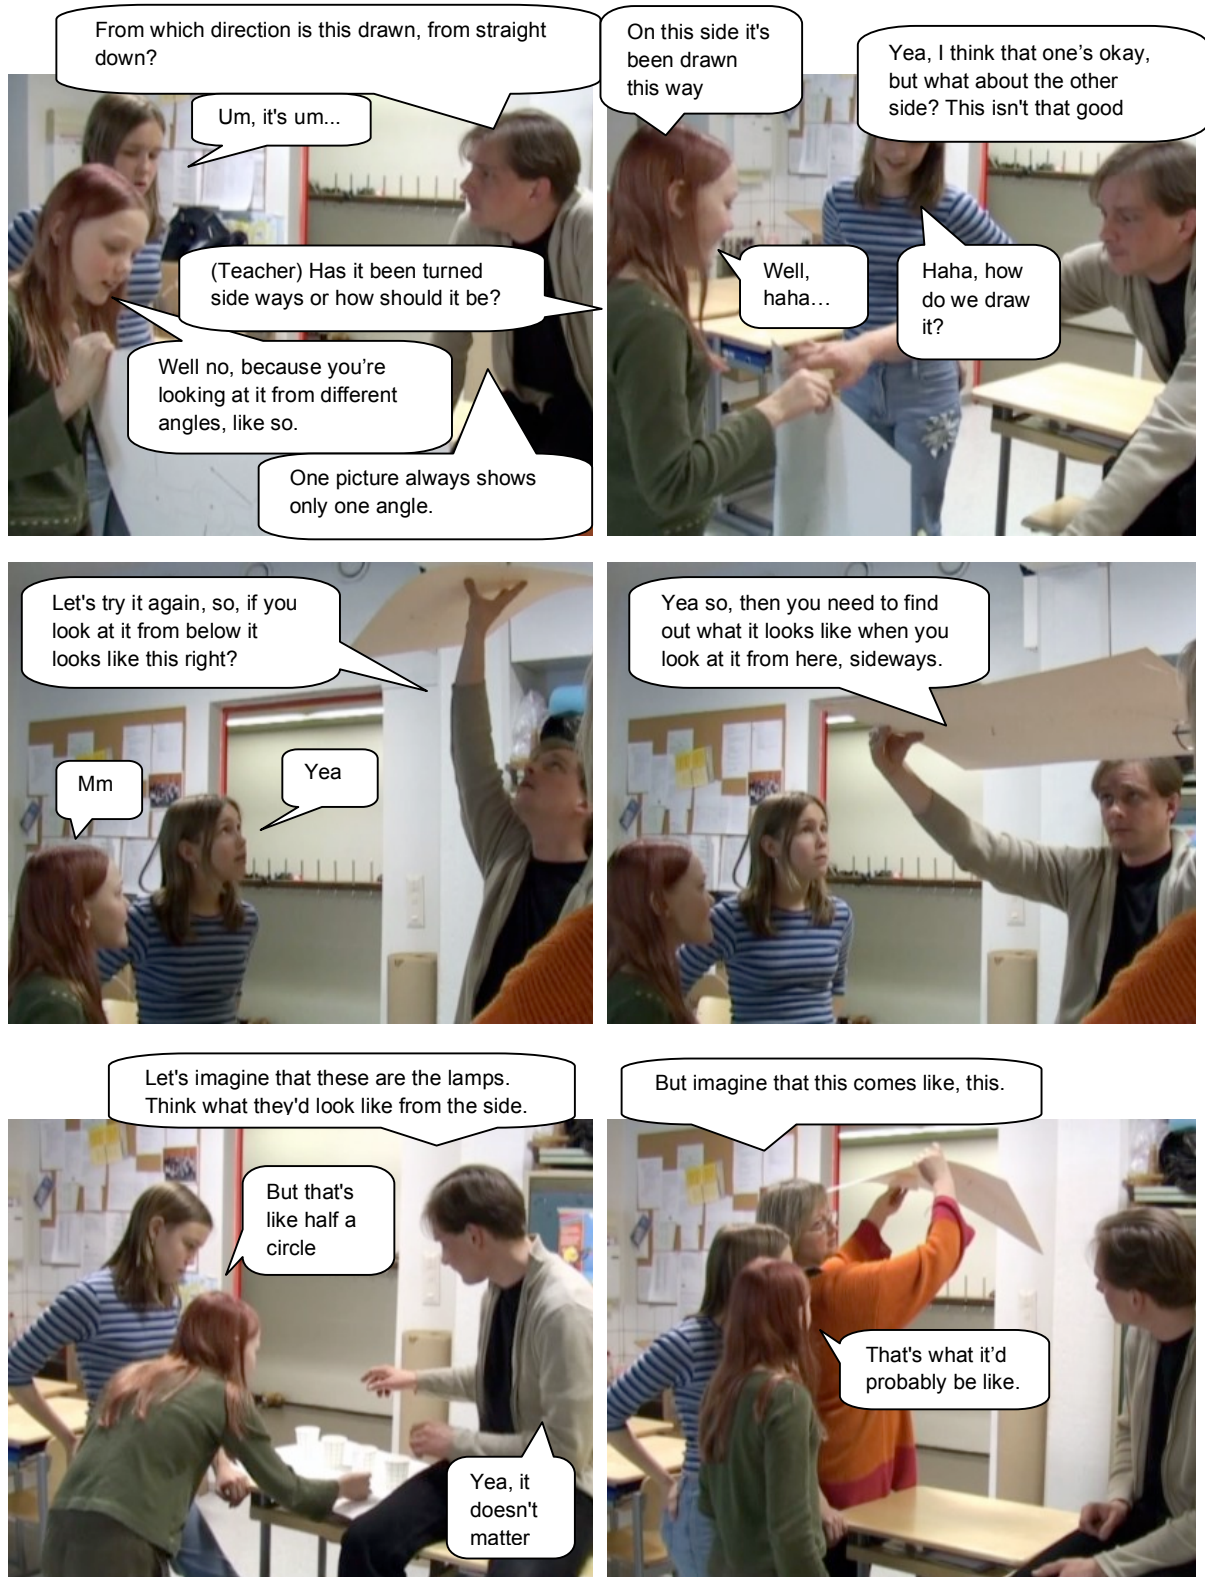 From which direction is this drawn, from straight
down?
Um, it's um...
(Teacher) Has it been turned
side ways or how should it be?
Well no, because you're
looking at it from different
angles, like so.
One picture always shows
only one angle.
On this side it's
been drawn
this way
Yea, I think that one's okay,
but what about the other
side? This isn't that good
Well,
haha…
Haha, how
do we draw
it?
Let's try it again, so, if you
look at it from below it
looks like this right?
Mm
Yea
Yea so, then you need to find
out what it looks like when you
look at it from here, sideways.
Let's imagine that these are the lamps.
Think what they'd look like from the side.
But that's
like half a
circle
Yea, it
doesn't
matter
But imagine that this comes like, this.
That's what it'd
probably be like.